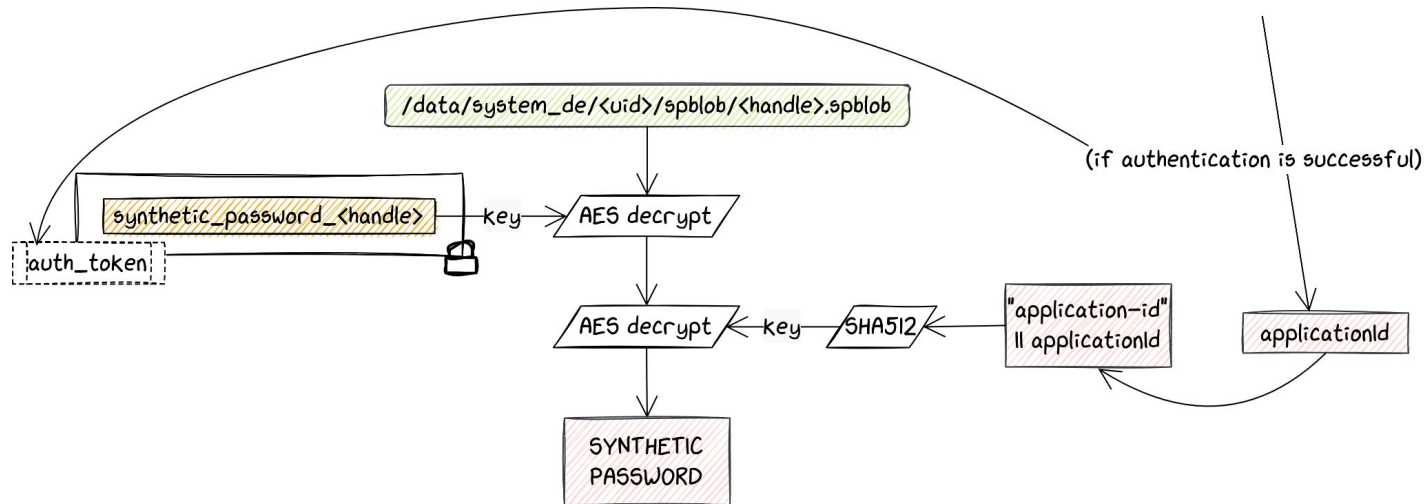 /data/system_de/<uid>/spblob/<handle>.spblob
(if authentication is successful)
synthetic_password_<handle>
key
AES decrypt
auth_token
AES decrypt
key
SHA512
"application-id"
|| applicationId
applicationId
SYNTHETIC
PASSWORD